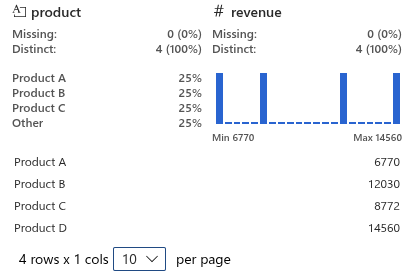 product
Missing: 0 (0%)
Distinct: 4 (100%)
Product A 25%
Product B 25%
Product C 25%
Other 25%
# revenue
Missing: 0 (0%)
Distinct: 4 (100%)
Min 6770 Max 14560
Product A 6770
Product B 12030
Product C 8772
Product D 14560
4 rows x 1 cols 10 per page